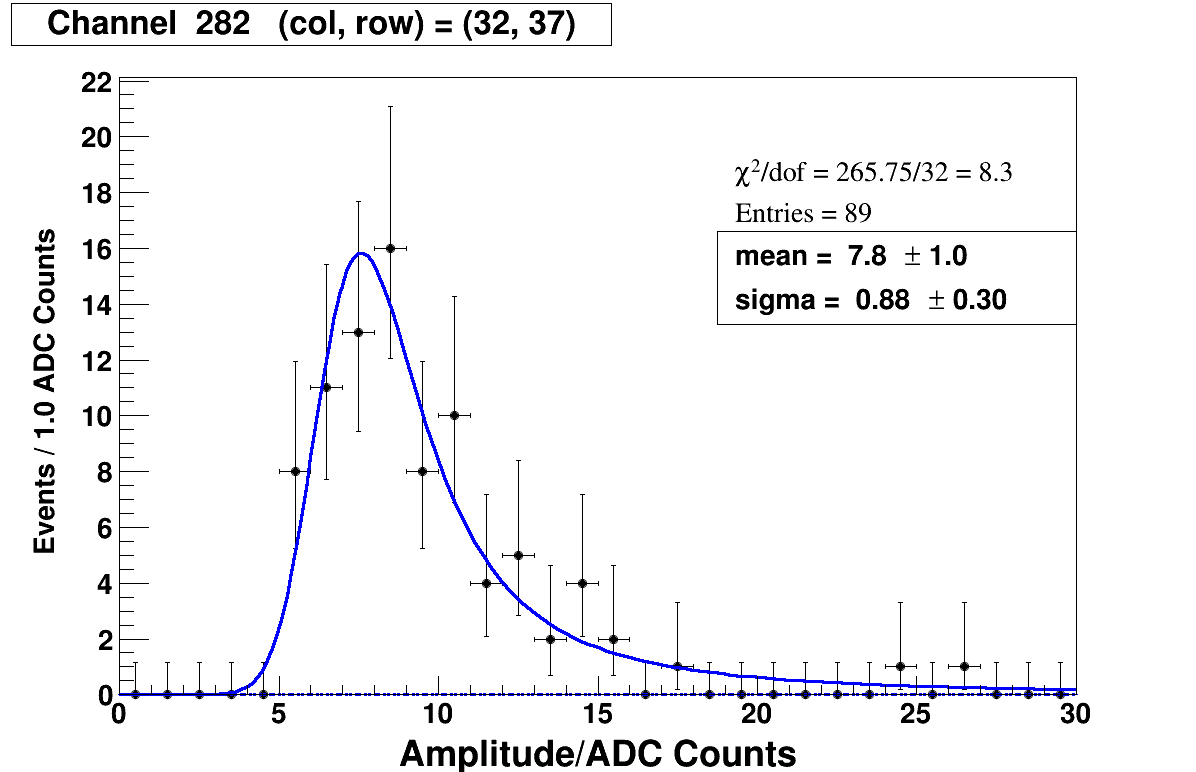 Channel 282 (col, row) = (32, 37)
22
20
18
16
14
12
10
8
6
4
2
0
Events / 1.0 ADC Counts
χ²/dof = 265.75/32 = 8.3
Entries = 89
mean = 7.8 ± 1.0
sigma = 0.88 ± 0.30
0 5 10 15 20 25 30
Amplitude/ADC Counts